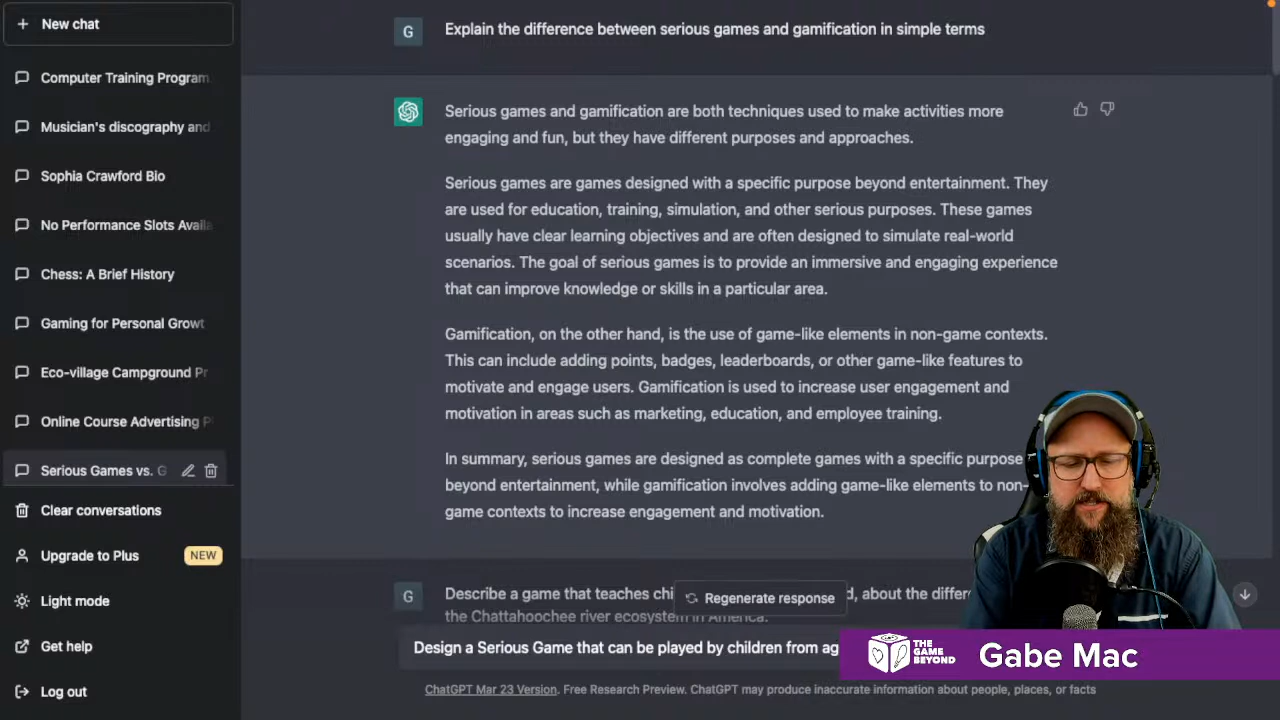 New chat
Computer Training Program
Musician's discography and
Sophia Crawford Bio
No Performance Slots Availa
Chess: A Brief History
Gaming for Personal Growt
Eco-village Campground Pr
Online Course Advertising P
Serious Games vs. G
Clear conversations
Upgrade to Plus
NEW
Light mode
Get help
Log out
G
Explain the difference between serious games and gamification in simple terms
Serious games and gamification are both techniques used to make activities more
engaging and fun, but they have different purposes and approaches.
Serious games are games designed with a specific purpose beyond entertainment. They
are used for education, training, simulation, and other serious purposes. These games
usually have clear learning objectives and are often designed to simulate real-world
scenarios. The goal of serious games is to provide an immersive and engaging experience
that can improve knowledge or skills in a particular area.
Gamification, on the other hand, is the use of game-like elements in non-game contexts.
This can include adding points, badges, leaderboards, or other game-like features to
motivate and engage users. Gamification is used to increase user engagement and
motivation in areas such as marketing, education, and employee training.
In summary, serious games are designed as complete games with a specific purpose
beyond entertainment, while gamification involves adding game-like elements to non-
game contexts to increase engagement and motivation.
G
Describe a game that teaches chi d, about the differe
the Chattahoochee river ecosystem in America.
Regenerate response
Design a Serious Game that can be played by children from ag
ChatGPT Mar 23 Version. Free Research Preview. ChatGPT may produce inaccurate information about people, places, or facts
THE
GAME
BEYOND
Gabe Mac